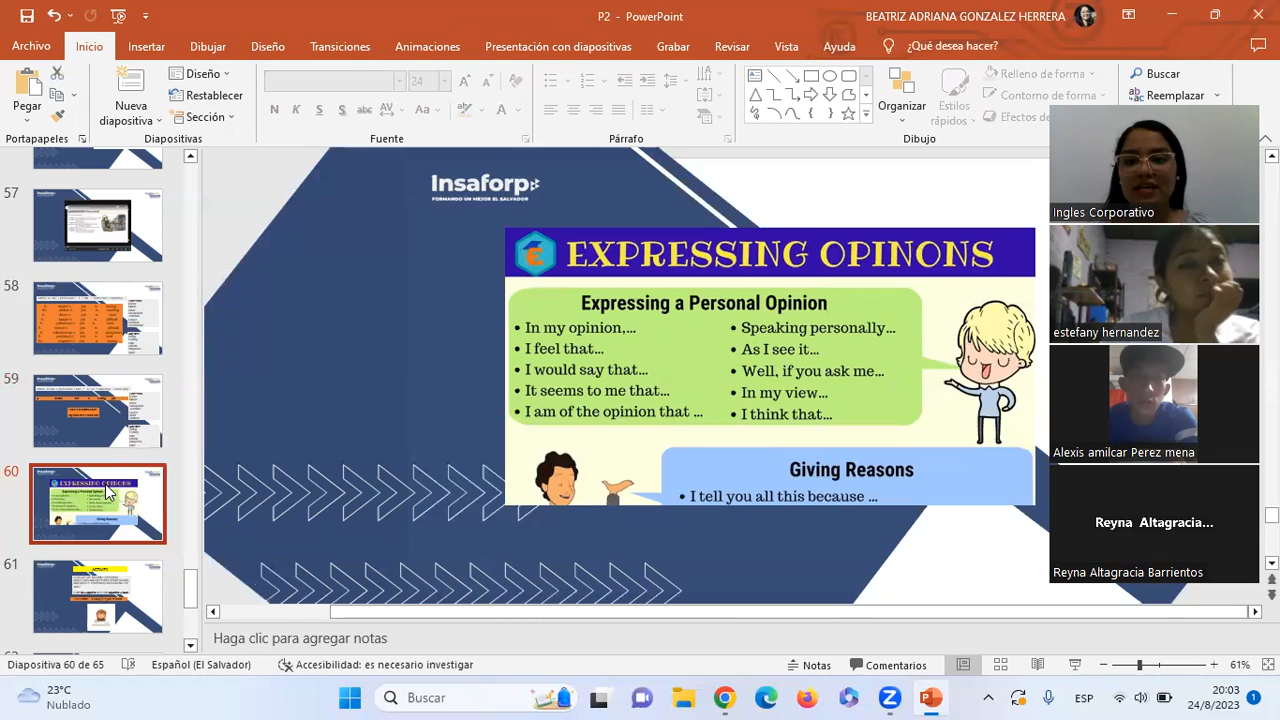 P2 - PowerPoint
BEATRIZ ADRIANA GONZALEZ HERRERA
Archivo Inicio Insertar Dibujar Diseño Transiciones Animaciones Presentación con diapositivas Grabar Revisar Vista Ayuda ¿Qué desea hacer?
Pegar
Nueva diapositiva
Diseño
Restablecer
Sección
24
N K S abc AV Aa
Organizar
Estilos rápidos
Relleno de forma
Contorno de forma
Efectos de
Buscar
Reemplazar
Portapapeles Diapositivas Fuente Párrafo Dibujo
57
58
59
60
61
Insaforp
FORMANDO UN MEJOR EL SALVADOR
EXPRESSING OPINONS
Expressing a Personal Opinion
• In my opinion,...
• I feel that...
• I would say that...
• It seems to me that...
• I am of the opinion that ...
• Speaking personally...
• As I see it...
• Well, if you ask me...
• In my view...
• I think that...
Giving Reasons
• I tell you all this because ...
Ingles Corporativo
estefany hernandez
Alexis amilcar Perez mena
Reyna Altagracia...
Reyna Altagracia Barrientos
Haga clic para agregar notas
Diapositiva 60 de 65 Español (El Salvador) Accesibilidad: es necesario investigar Notas Comentarios 61%
23°C
Nublado
Buscar
ESP
20:03
24/8/2023
1